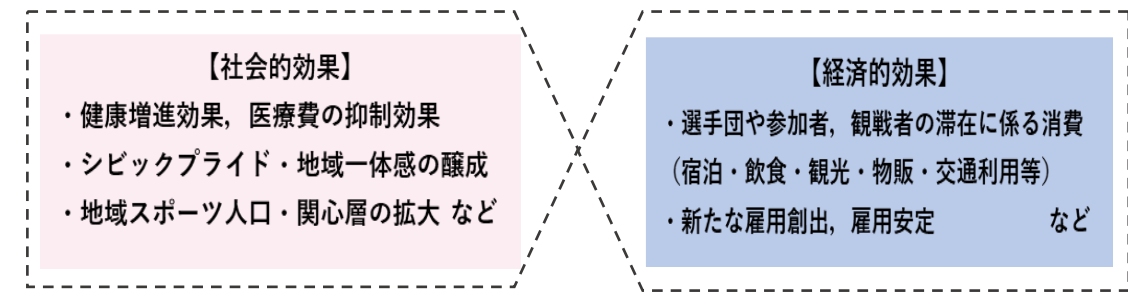 【社会的効果】
・健康増進効果，医療費の抑制効果
・シビックプライド・地域一体感の醸成
・地域スポーツ人口・関心層の拡大 など
【経済的効果】
・選手団や参加者，観戦者の滞在に係る消費
（宿泊・飲食・観光・物販・交通利用等）
・新たな雇用創出，雇用安定　　　　など